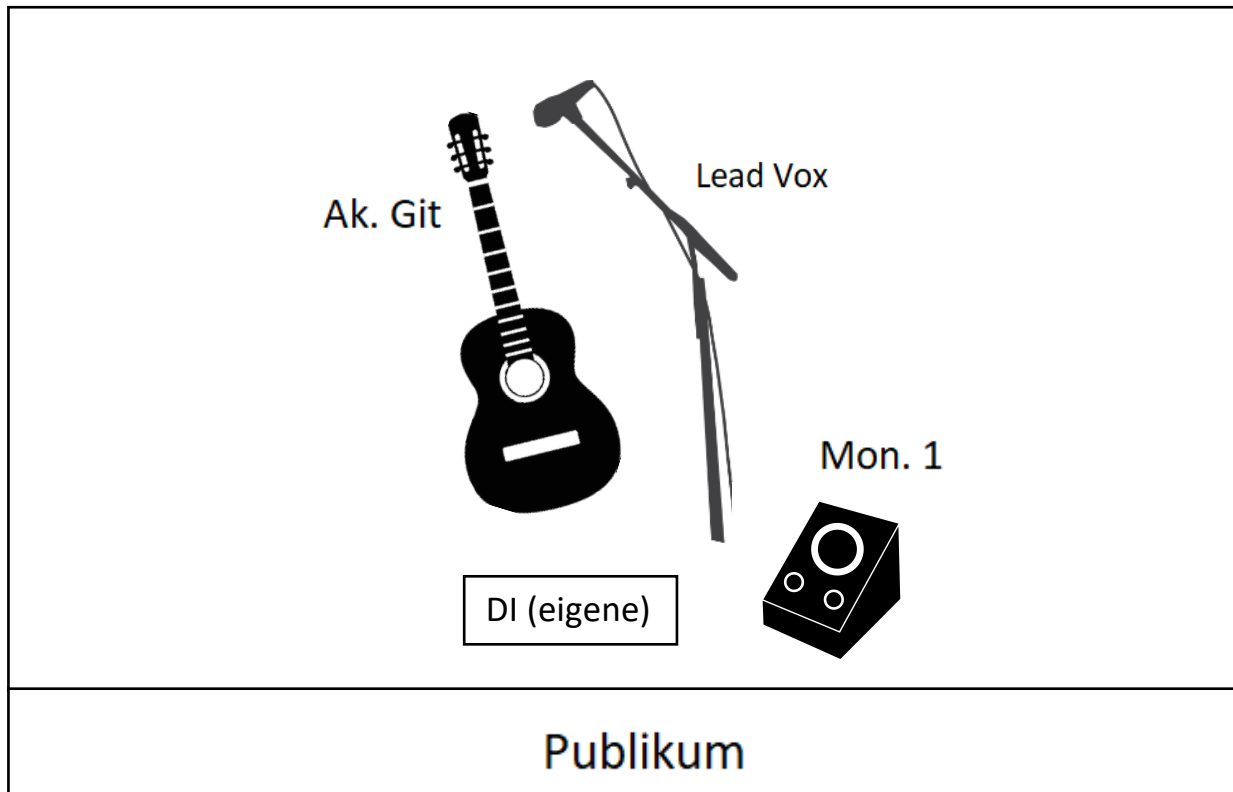 Lead Vox
Ak. Git
Mon. 1
DI (eigene)
Publikum